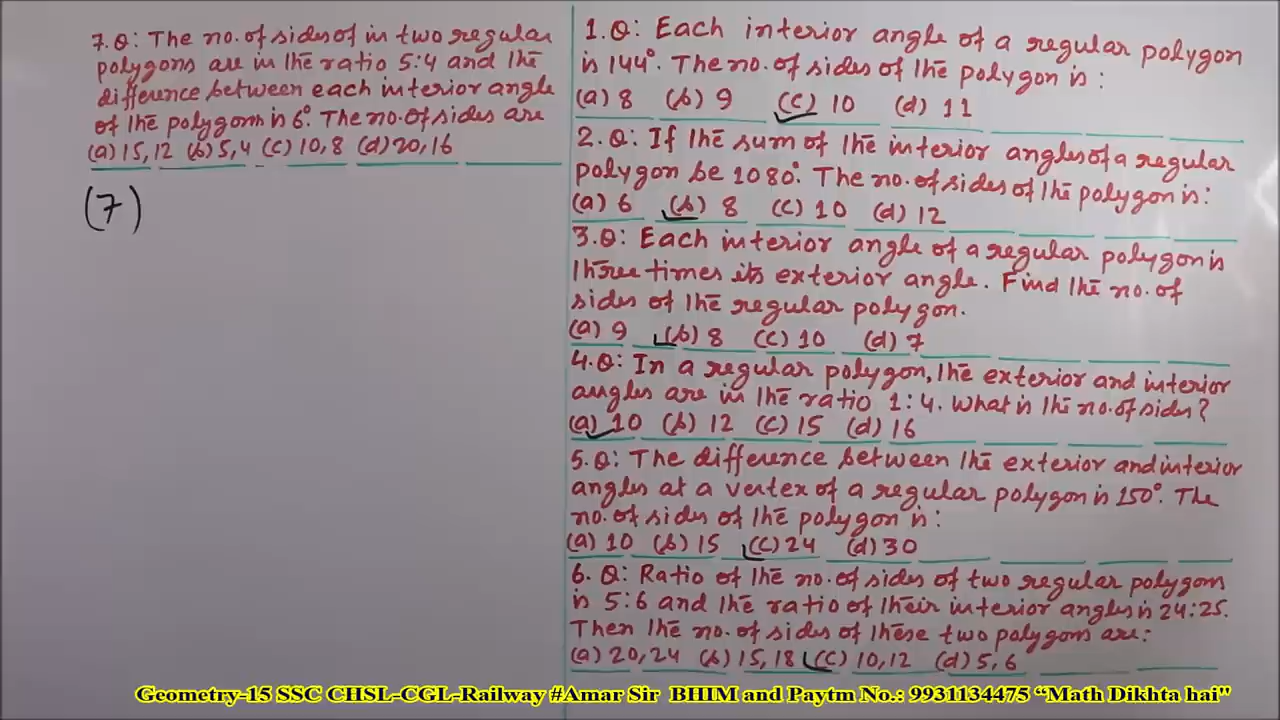 7.Q: The no. of sides of in two regular
polygons are in the ratio 5:4 and the
difference between each interior angle
of the polygons is 6°. The no. of sides are
(a) 15, 12 (b) 5, 4 (c) 10, 8 (d) 20, 16
(7)
1.Q: Each interior angle of a regular polygon
is 144°. The no. of sides of the polygon is :
(a) 8 (b) 9 (c) 10 (d) 11
2.Q: If the sum of the interior angles of a regular
polygon be 1080°. The no. of sides of the polygon is:
(a) 6 (b) 8 (c) 10 (d) 12
3.Q: Each interior angle of a regular polygon is
three times its exterior angle. Find the no. of
sides of the regular polygon.
(a) 9 (b) 8 (c) 10 (d) 7
4.Q: In a regular polygon, the exterior and interior
angles are in the ratio 1:4. What is the no. of sides?
(a) 10 (b) 12 (c) 15 (d) 16
5.Q: The difference between the exterior and interior
angles at a vertex of a regular polygon is 150°. The
no. of sides of the polygon is:
(a) 10 (b) 15 (c) 24 (d) 30
6. Q: Ratio of the no. of sides of two regular polygons
is 5:6 and the ratio of their interior angles is 24:25.
Then the no. of sides of these two polygons are:
(a) 20, 24 (b) 15, 18 (c) 10, 12 (d) 5, 6
Geometry-15 SSC CHSL-CGL-Railway #Amar Sir BHIM and Paytm No.: 9931134475 “Math Dikhta hai"